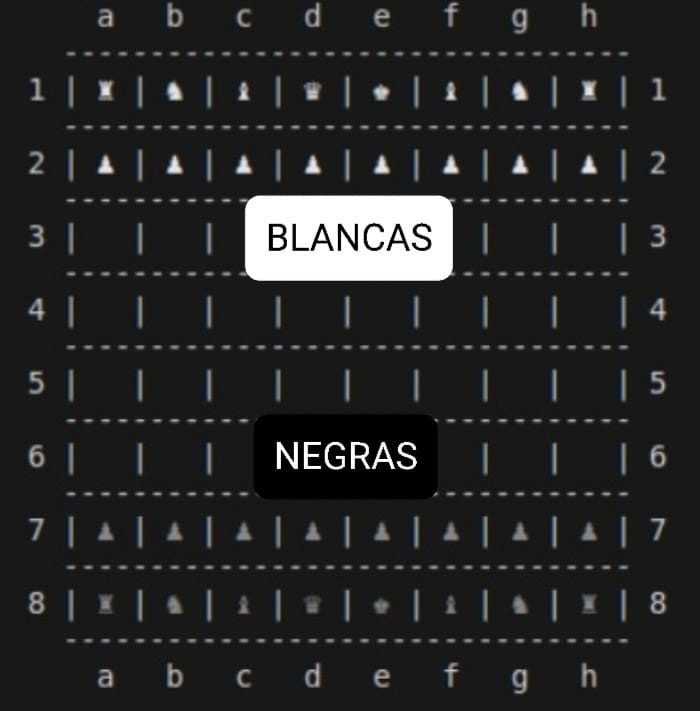 a b c d e f g h
-----------------------------------------
1 | ♜ | ♞ | ♝ | ♛ | ♚ | ♝ | ♞ | ♜ | 1
-----------------------------------------
2 | ♟ | ♟ | ♟ | ♟ | ♟ | ♟ | ♟ | ♟ | 2
-----------------------------------------
3 | | | BLANCAS | | | 3
-----------------------------------------
4 | | | | | | | | | 4
-----------------------------------------
5 | | | | | | | | | 5
-----------------------------------------
6 | | | NEGRAS | | | 6
-----------------------------------------
7 | ♟ | ♟ | ♟ | ♟ | ♟ | ♟ | ♟ | ♟ | 7
-----------------------------------------
8 | ♜ | ♞ | ♝ | ♛ | ♚ | ♝ | ♞ | ♜ | 8
-----------------------------------------
a b c d e f g h